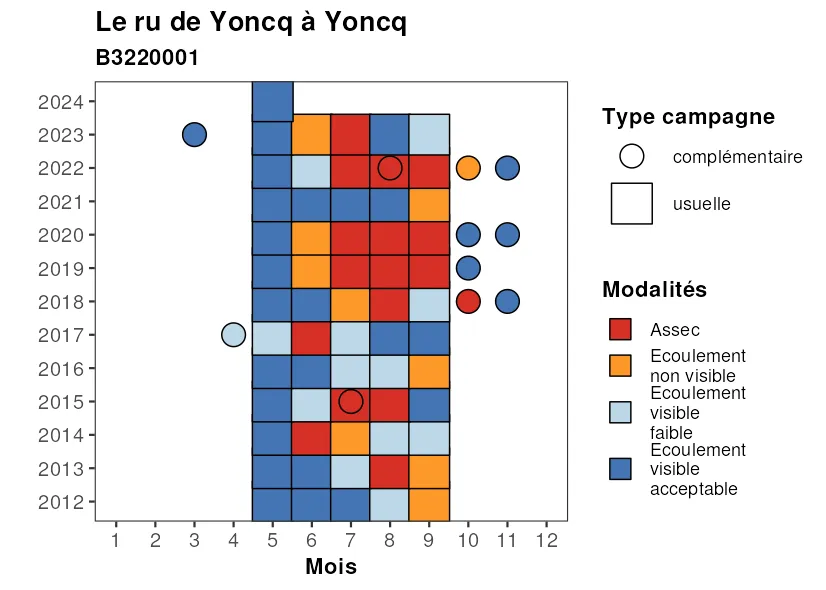 Le ru de Yoncq à Yoncq
B3220001
2024
2023
2022
2021
2020
2019
2018
2017
2016
2015
2014
2013
2012
1 2 3 4 5 6 7 8 9 10 11 12
Mois
Type campagne
complémentaire
usuelle
Modalités
Assec
Ecoulement
non visible
Ecoulement
visible
faible
Ecoulement
visible
acceptable